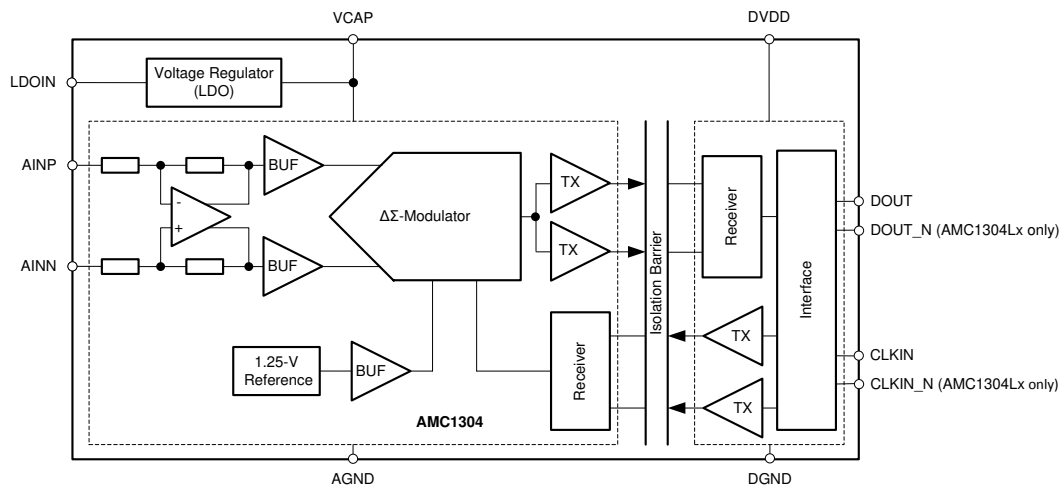 VCAP
DVDD
LDOIN
Voltage Regulator
(LDO)
AINP
BUF
TX
Receiver
DOUT
-
ΔΣ-Modulator
DOUT_N (AMC1304Lx only)
+
TX
AINN
BUF
Isolation Barrier
Interface
1.25-V
Reference
BUF
Receiver
TX
CLKIN
CLKIN_N (AMC1304Lx only)
TX
AMC1304
AGND
DGND